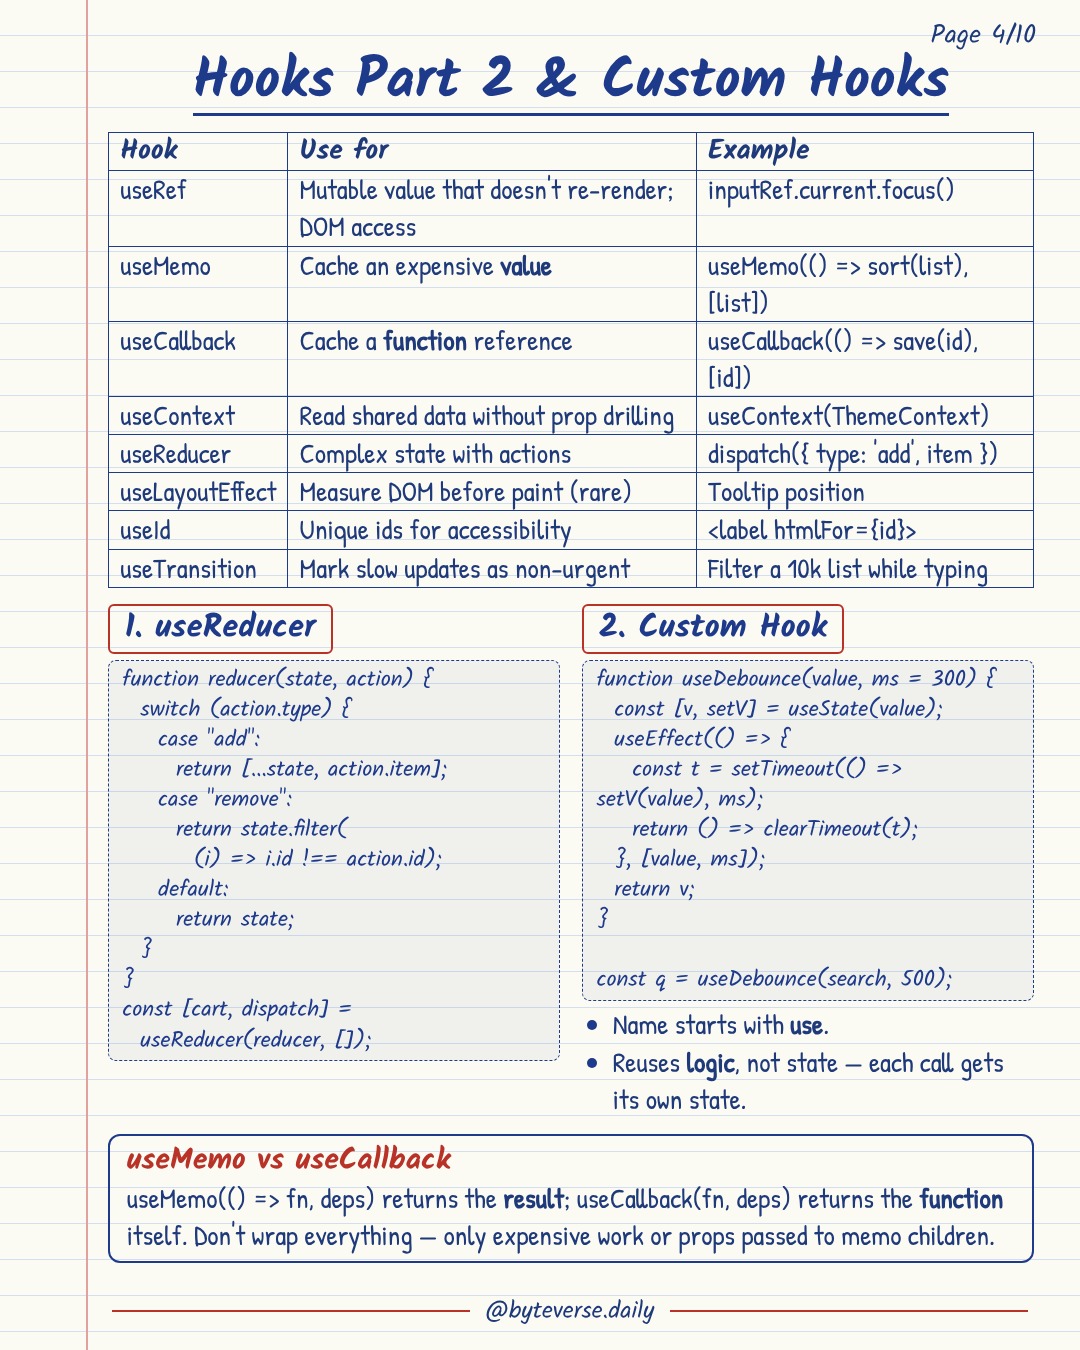 Page 4/10
Hooks Part 2 & Custom Hooks
Hook Use for Example
useRef Mutable value that doesn't re-render; inputRef.current.focus()
DOM access
useMemo Cache an expensive value useMemo(() => sort(list),
[list])
useCallback Cache a function reference useCallback(() => save(id),
[id])
useContext Read shared data without prop drilling useContext(ThemeContext)
useReducer Complex state with actions dispatch({ type: 'add', item })
useLayoutEffect Measure DOM before paint (rare) Tooltip position
useId Unique ids for accessibility <label htmlFor={id}>
useTransition Mark slow updates as non-urgent Filter a 10k list while typing
1. useReducer
function reducer(state, action) {
switch (action.type) {
case "add":
return [...state, action.item];
case "remove":
return state.filter(
(i) => i.id !== action.id);
default:
return state;
}
}
const [cart, dispatch] =
useReducer(reducer, []);
2. Custom Hook
function useDebounce(value, ms = 300) {
const [v, setV] = useState(value);
useEffect(() => {
const t = setTimeout(() =>
setV(value), ms);
return () => clearTimeout(t);
}, [value, ms]);
return v;
}
const q = useDebounce(search, 500);
• Name starts with use.
• Reuses logic, not state — each call gets
its own state.
useMemo vs useCallback
useMemo(() => fn, deps) returns the result; useCallback(fn, deps) returns the function
itself. Don't wrap everything — only expensive work or props passed to memo children.
@byteverse.daily